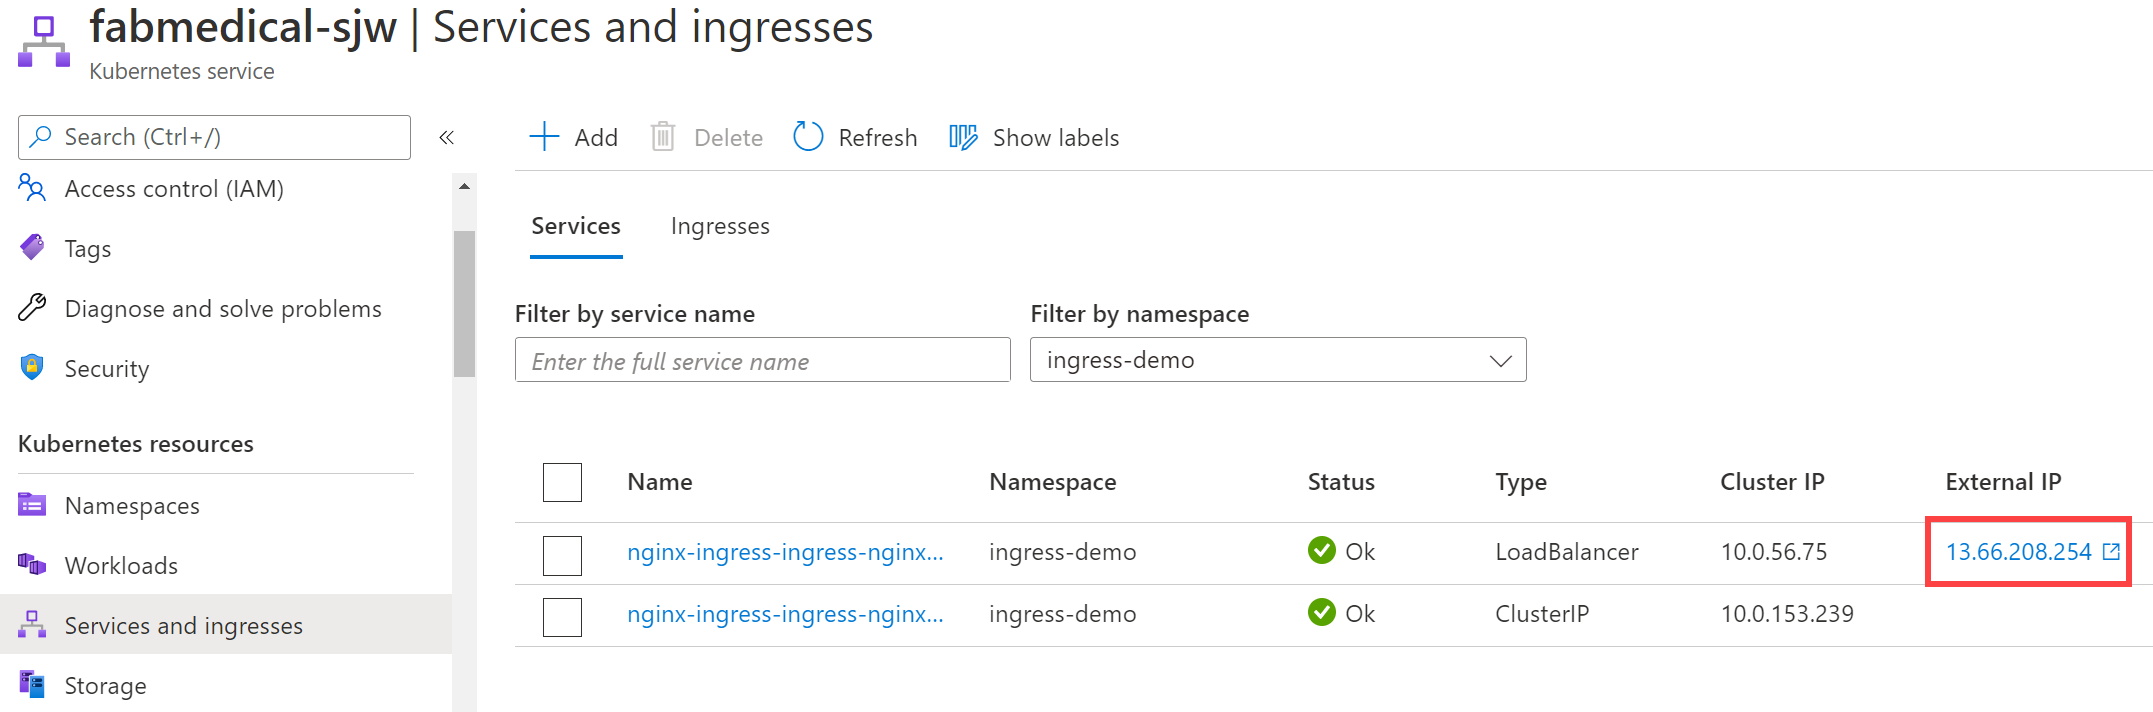 fabmedical-sjw | Services and ingresses
Kubernetes service
Search (Ctrl+/)
«
Access control (IAM)
Tags
Diagnose and solve problems
Security
Kubernetes resources
Namespaces
Workloads
Services and ingresses
Storage
Add Delete Refresh Show labels
Services Ingresses
Filter by service name Filter by namespace
Enter the full service name ingress-demo
Name Namespace Status Type Cluster IP External IP
nginx-ingress-ingress-nginx... ingress-demo Ok LoadBalancer 10.0.56.75 13.66.208.254
nginx-ingress-ingress-nginx... ingress-demo Ok ClusterIP 10.0.153.239